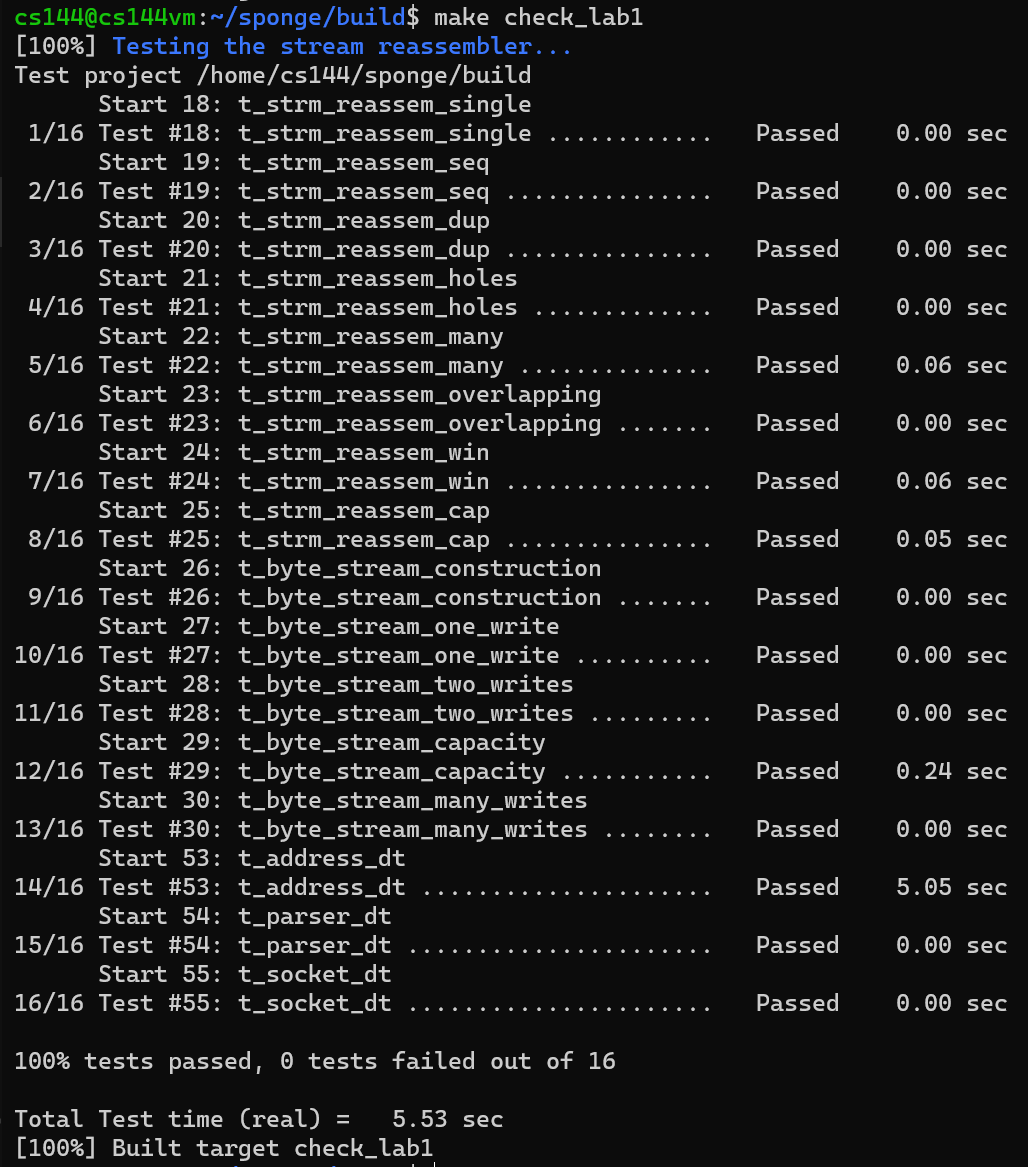 cs144@cs144vm:~/sponge/build$ make check_lab1
[100%] Testing the stream reassembler...
Test project /home/cs144/sponge/build
      Start 18: t_strm_reassem_single
 1/16 Test #18: t_strm_reassem_single ............   Passed    0.00 sec
      Start 19: t_strm_reassem_seq
 2/16 Test #19: t_strm_reassem_seq ...............   Passed    0.00 sec
      Start 20: t_strm_reassem_dup
 3/16 Test #20: t_strm_reassem_dup ...............   Passed    0.00 sec
      Start 21: t_strm_reassem_holes
 4/16 Test #21: t_strm_reassem_holes .............   Passed    0.00 sec
      Start 22: t_strm_reassem_many
 5/16 Test #22: t_strm_reassem_many ..............   Passed    0.06 sec
      Start 23: t_strm_reassem_overlapping
 6/16 Test #23: t_strm_reassem_overlapping .......   Passed    0.00 sec
      Start 24: t_strm_reassem_win
 7/16 Test #24: t_strm_reassem_win ...............   Passed    0.06 sec
      Start 25: t_strm_reassem_cap
 8/16 Test #25: t_strm_reassem_cap ...............   Passed    0.05 sec
      Start 26: t_byte_stream_construction
 9/16 Test #26: t_byte_stream_construction .......   Passed    0.00 sec
      Start 27: t_byte_stream_one_write
10/16 Test #27: t_byte_stream_one_write ..........   Passed    0.00 sec
      Start 28: t_byte_stream_two_writes
11/16 Test #28: t_byte_stream_two_writes .........   Passed    0.00 sec
      Start 29: t_byte_stream_capacity
12/16 Test #29: t_byte_stream_capacity ...........   Passed    0.24 sec
      Start 30: t_byte_stream_many_writes
13/16 Test #30: t_byte_stream_many_writes ........   Passed    0.00 sec
      Start 53: t_address_dt
14/16 Test #53: t_address_dt .....................   Passed    5.05 sec
      Start 54: t_parser_dt
15/16 Test #54: t_parser_dt ......................   Passed    0.00 sec
      Start 55: t_socket_dt
16/16 Test #55: t_socket_dt ......................   Passed    0.00 sec

100% tests passed, 0 tests failed out of 16

Total Test time (real) =   5.53 sec
[100%] Built target check_lab1